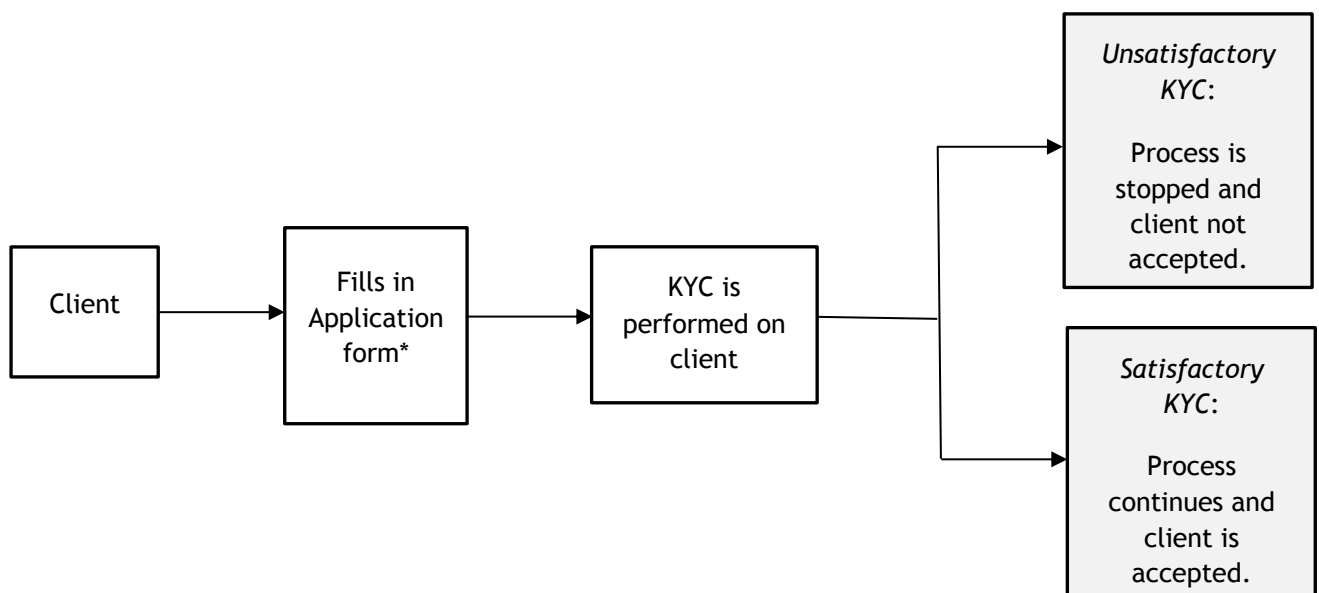 Client
Fills in
Application
form*
KYC is
performed on
client
Unsatisfactory
KYC:
Process is
stopped and
client not
accepted.
Satisfactory
KYC:
Process
continues and
client is
accepted.